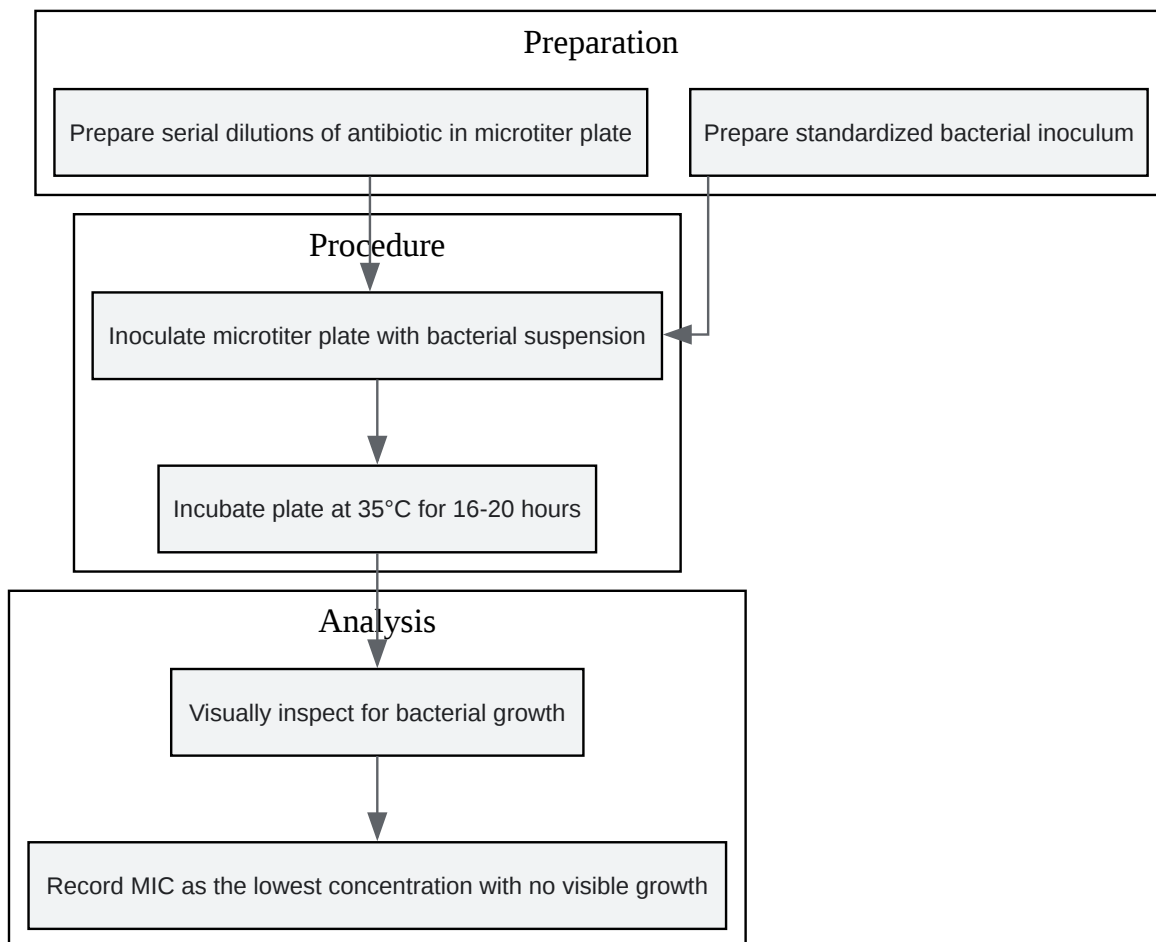 Preparation
Prepare serial dilutions of antibiotic in microtiter plate
Prepare standardized bacterial inoculum
Procedure
Inoculate microtiter plate with bacterial suspension
Incubate plate at 35°C for 16-20 hours
Analysis
Visually inspect for bacterial growth
Record MIC as the lowest concentration with no visible growth